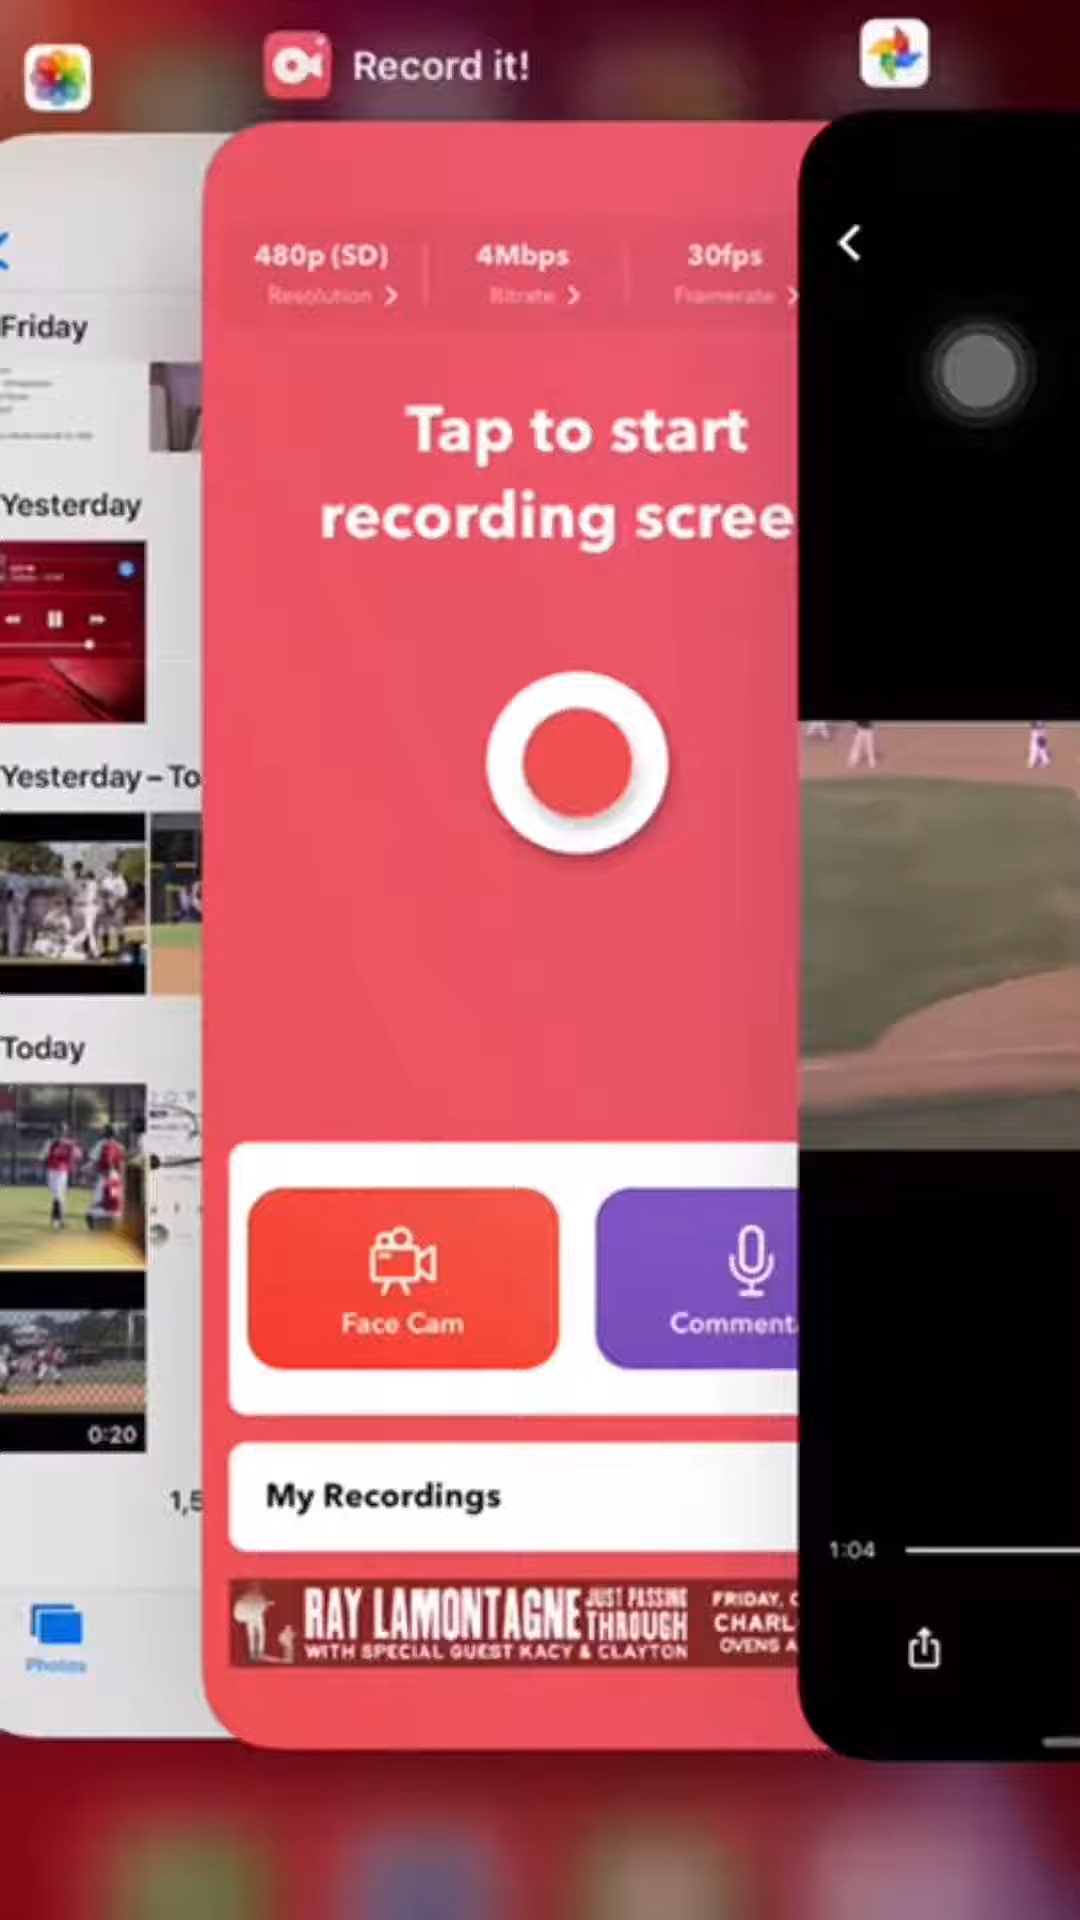 Record it!
480p (SD)
4Mbps
30fps
Resolution
Bitrate
Framerate
Friday
Tap to start
recording scree
Yesterday
Yesterday – To
Today
Face Cam
Comment
0:20
My Recordings
1,5
1:04
RAY LAMONTAGNE JUST PASSING THROUGH
WITH SPECIAL GUEST KACY & CLAYTON
FRIDAY,
CHARL
OVENS A
Photos